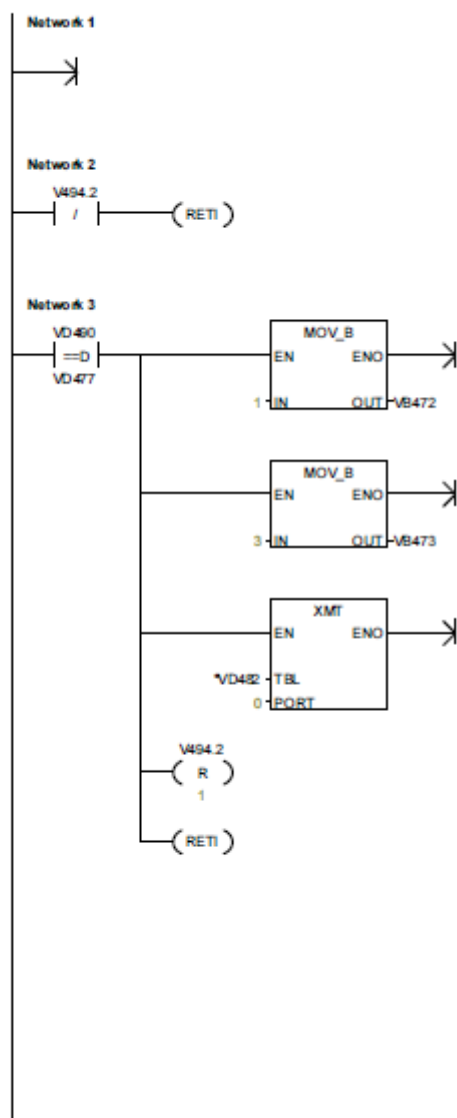 Network 1
Network 2
V494.2
/
RETI
Network 3
VD490
==D
VD477
MOV_B
EN ENO
1 IN OUT VB472
MOV_B
EN ENO
3 IN OUT VB473
XMT
EN ENO
*VD482 TBL
0 PORT
V494.2
R
1
RETI